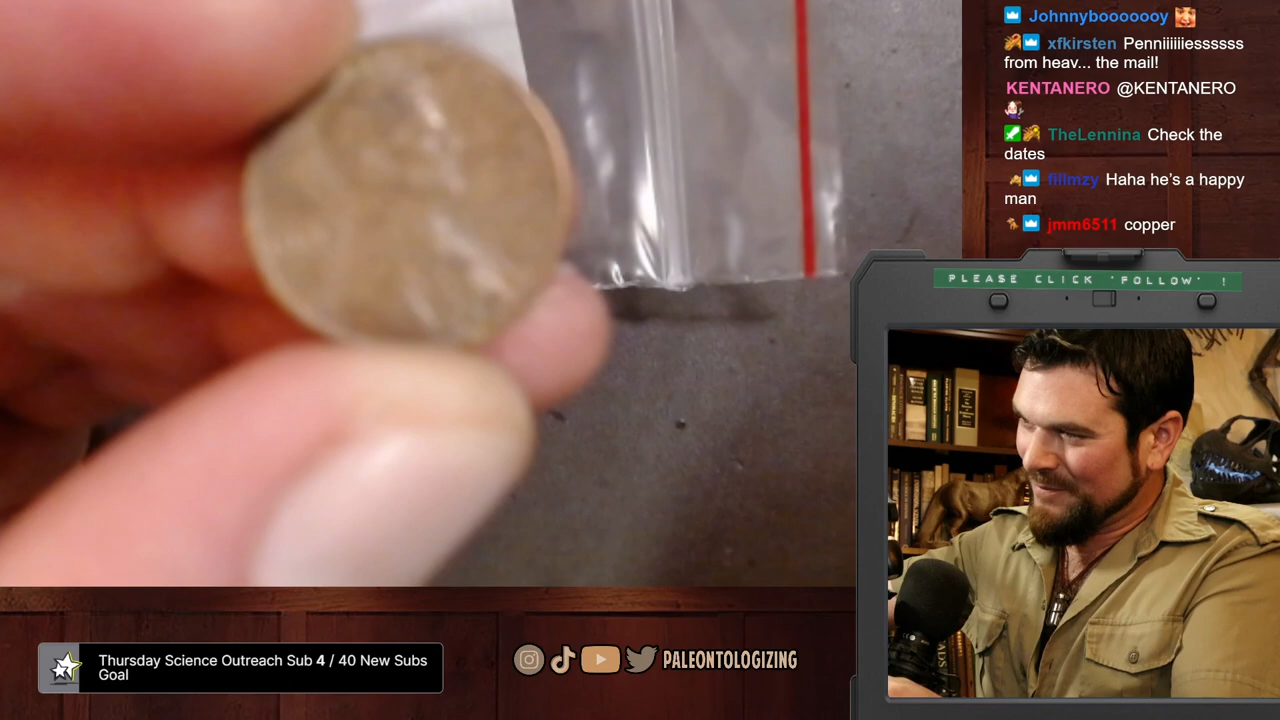 Johnnybooooooy
xfkirsten Penniiiiiessssss
from heav... the mail!
KENTANERO @KENTANERO
TheLennina Check the
dates
fillmzy Haha he's a happy
man
jmm6511 copper
PLEASE CLICK "FOLLOW" !
Thursday Science Outreach Sub 4 / 40 New Subs
Goal
PALEONTOLOGIZING